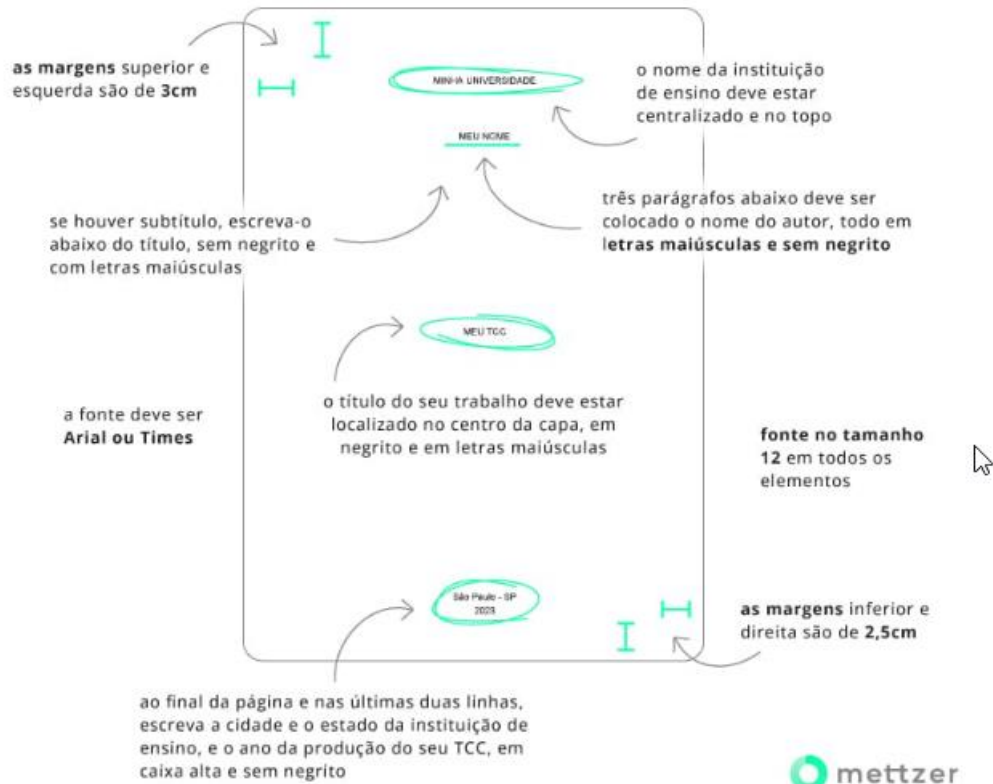 as margens superior e
esquerda são de 3cm
MINHA UNIVERSIDADE
o nome da instituição
de ensino deve estar
centralizado e no topo
MEU NOME
se houver subtítulo, escreva-o
abaixo do título, sem negrito e
com letras maiúsculas
três parágrafos abaixo deve ser
colocado o nome do autor, todo em
letras maiúsculas e sem negrito
MEU TCC
a fonte deve ser
Arial ou Times
o título do seu trabalho deve estar
localizado no centro da capa, em
negrito e em letras maiúsculas
fonte no tamanho
12 em todos os
elementos
São Paulo - SP
2023
as margens inferior e
direita são de 2,5cm
ao final da página e nas últimas duas linhas,
escreva a cidade e o estado da instituição de
ensino, e o ano da produção do seu TCC, em
caixa alta e sem negrito
mettzer